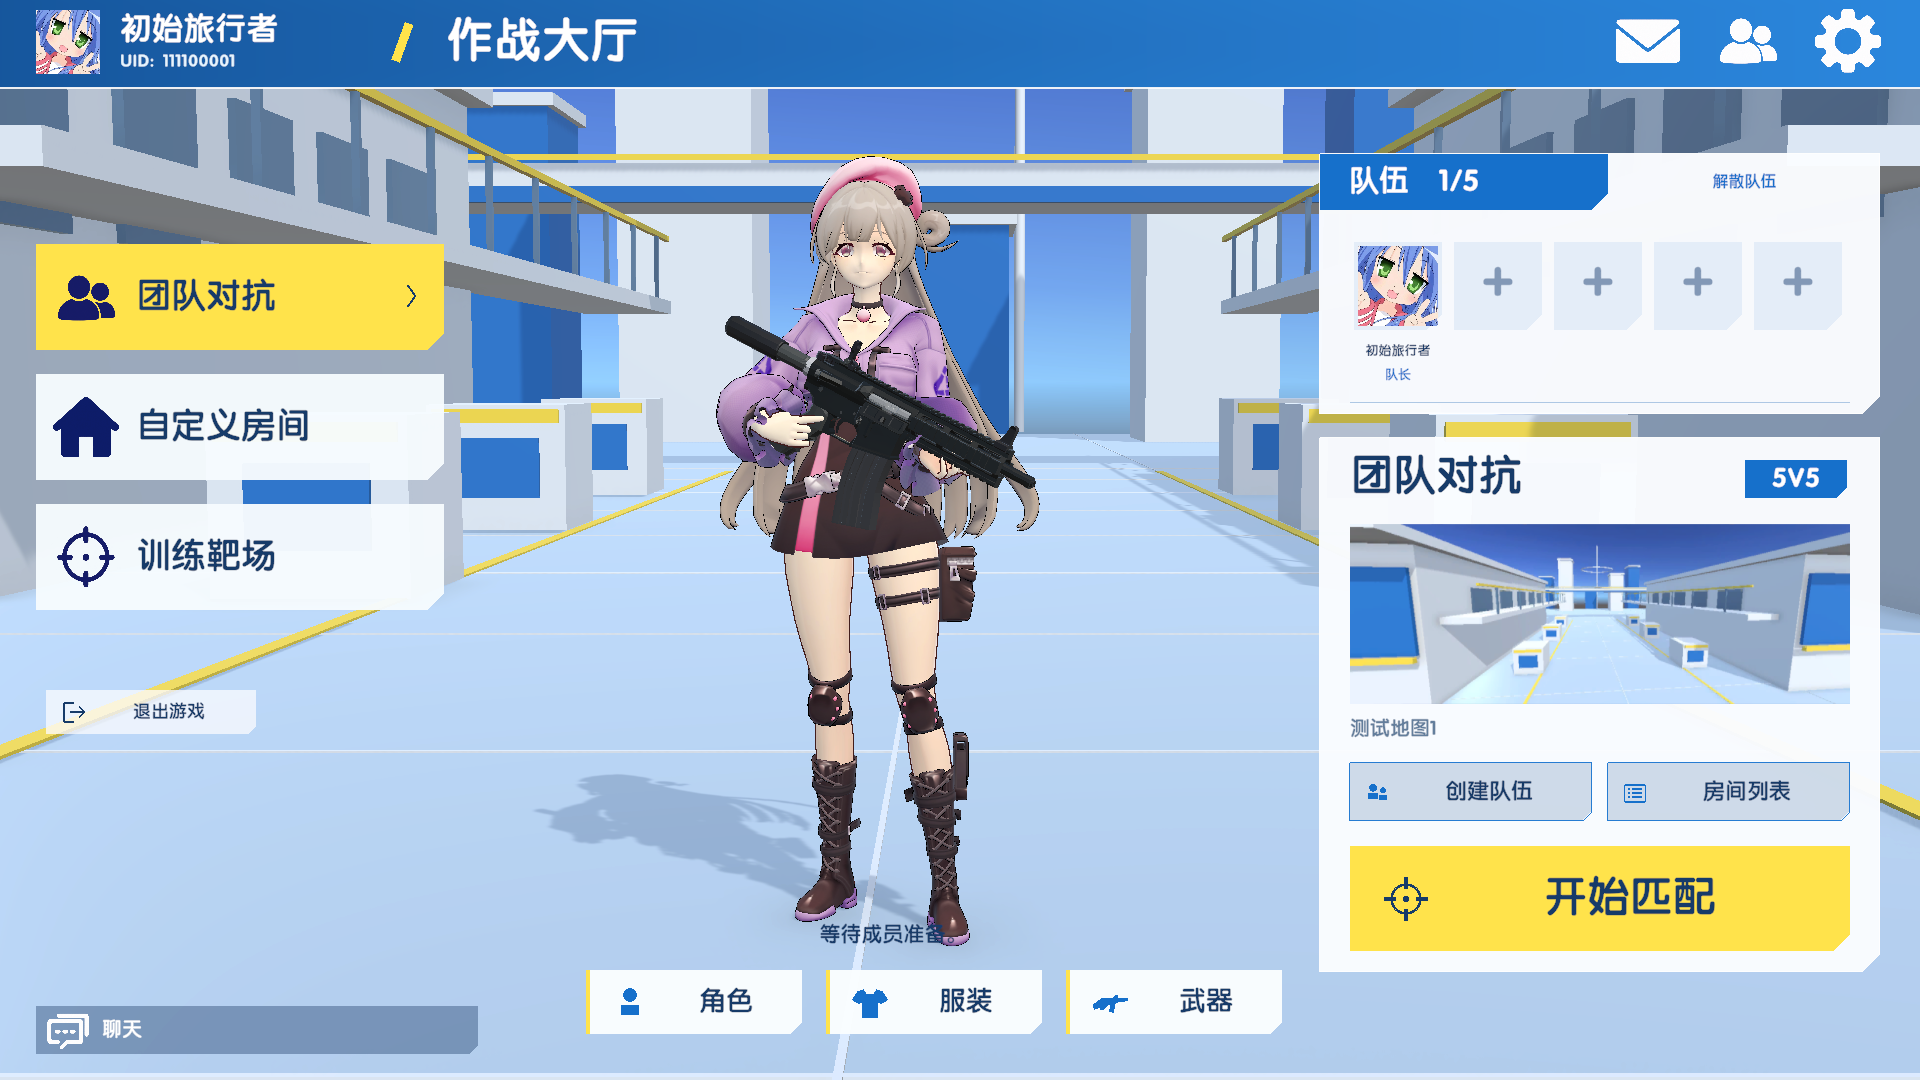 初始旅行者
UID: 111100001
作战大厅
团队对抗
自定义房间
训练靶场
退出游戏
聊天
等待成员准备。
角色
服装
武器
队伍 1/5
解散队伍
初始旅行者
队长
团队对抗
5V5
测试地图1
创建队伍
房间列表
开始匹配